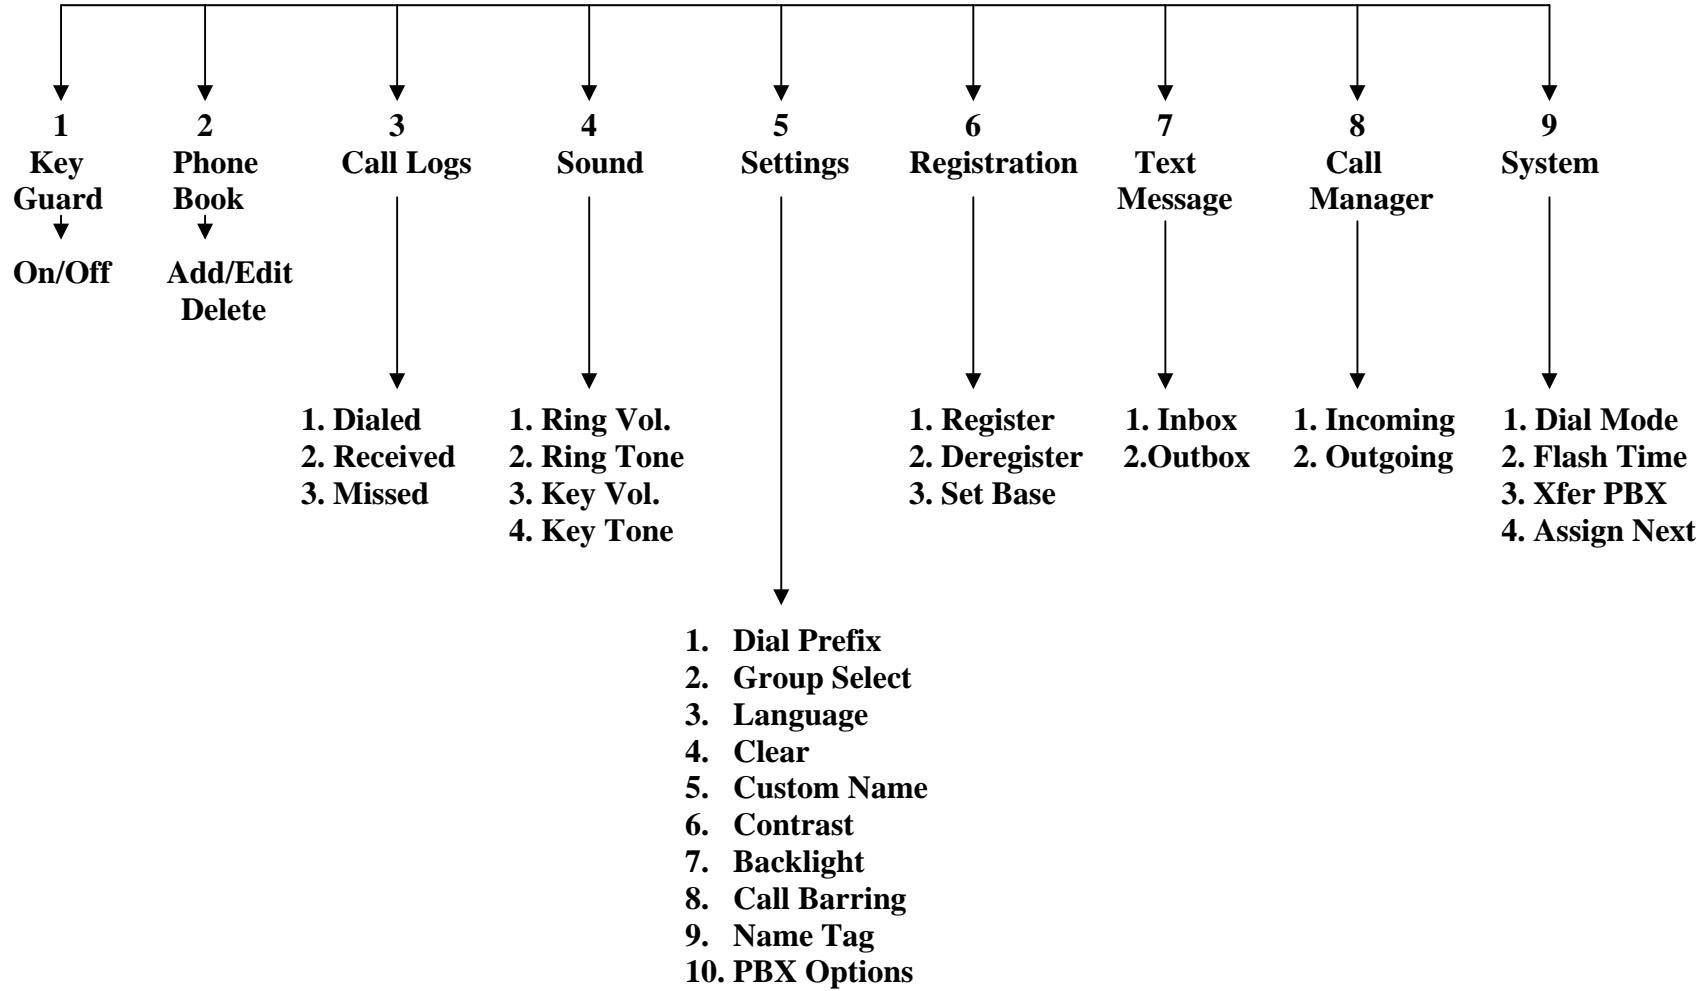 1
Key
Guard
On/Off
2
Phone
Book
Add/Edit
Delete
3
Call Logs
1. Dialed
2. Received
3. Missed
4
Sound
1. Ring Vol.
2. Ring Tone
3. Key Vol.
4. Key Tone
5
Settings
1. Dial Prefix
2. Group Select
3. Language
4. Clear
5. Custom Name
6. Contrast
7. Backlight
8. Call Barring
9. Name Tag
10. PBX Options
6
Registration
1. Register
2. Deregister
3. Set Base
7
Text
Message
1. Inbox
2.Outbox
8
Call
Manager
1. Incoming
2. Outgoing
9
System
1. Dial Mode
2. Flash Time
3. Xfer PBX
4. Assign Next